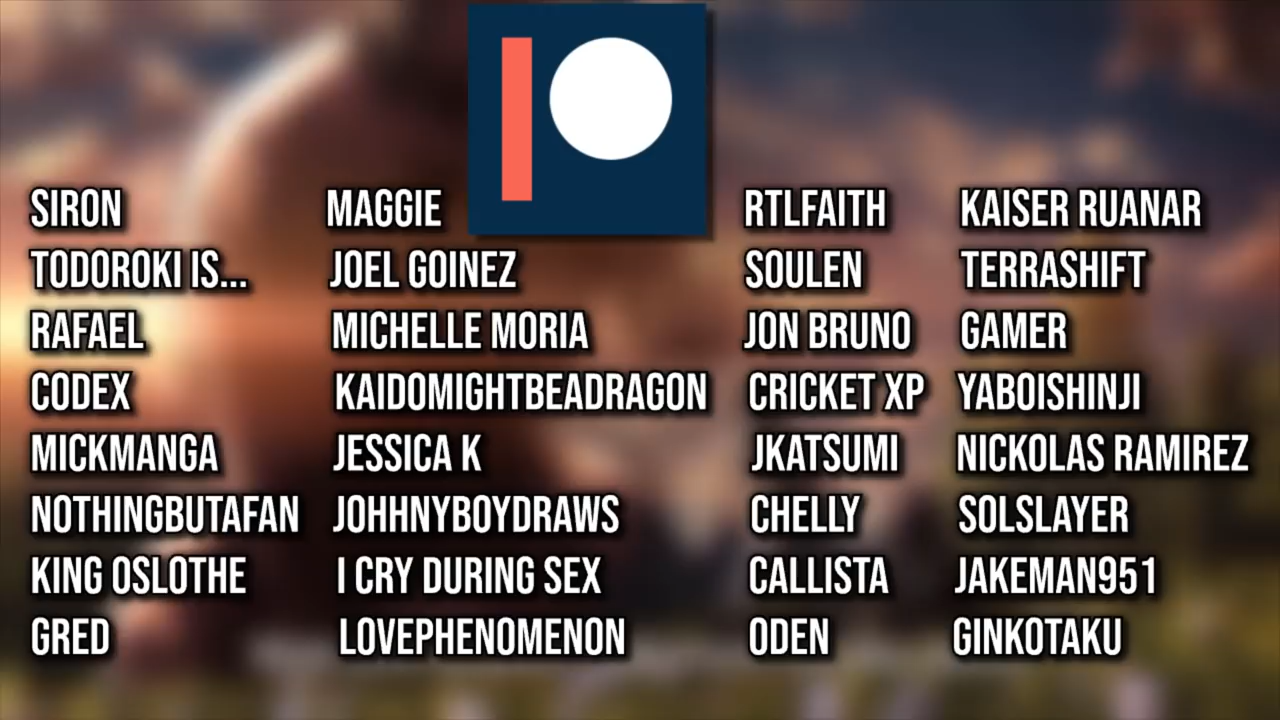 SIRON
TODOROKI IS...
RAFAEL
CODEX
MICKMANGA
NOTHINGBUTAFAN
KING OSLOTHE
GRED
MAGGIE
JOEL GOINEZ
MICHELLE MORIA
KAIDOMIGHTBEADRAGON
JESSICA K
JOHHNYBOYDRAWS
I CRY DURING SEX
LOVEPHENOMENON
RTLFAITH
SOULEN
JON BRUNO
CRICKET XP
JKATSUMI
CHELLY
CALLISTA
ODEN
KAISER RUANAR
TERRASHIFT
GAMER
YABOISHINJI
NICKOLAS RAMIREZ
SOLSLAYER
JAKEMAN951
GINKOTAKU